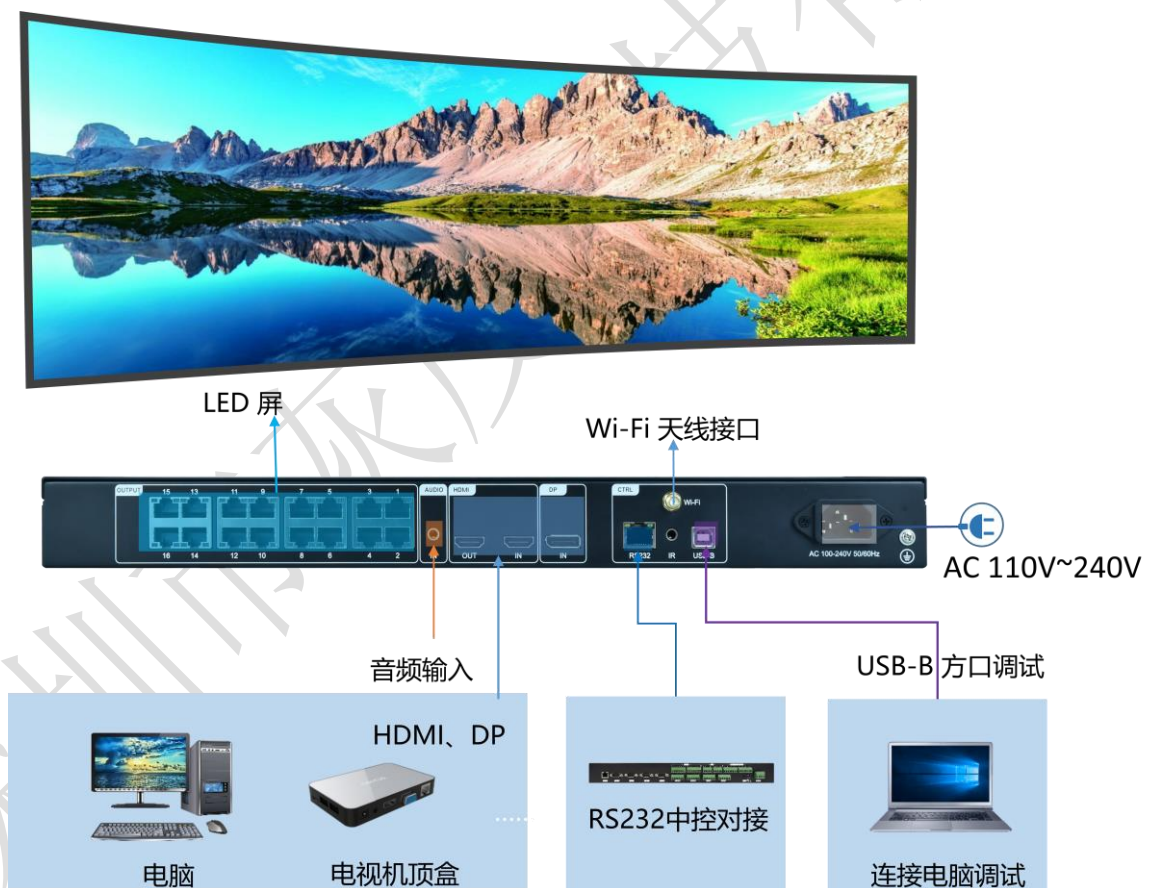 LED 屏
Wi-Fi 天线接口
OUTPUT
15 13 11 9 7 5 3 1
16 14 12 10 8 6 4 2
AUDIO
HDMI
OUT
IN
DP
IN
CTRL
Wi-Fi
RS232
IR
USB-B
AC 100-240V 50/60Hz
AC 110V~240V
音频输入
USB-B 方口调试
HDMI、DP
RS232中控对接
电脑
电视机顶盒
连接电脑调试